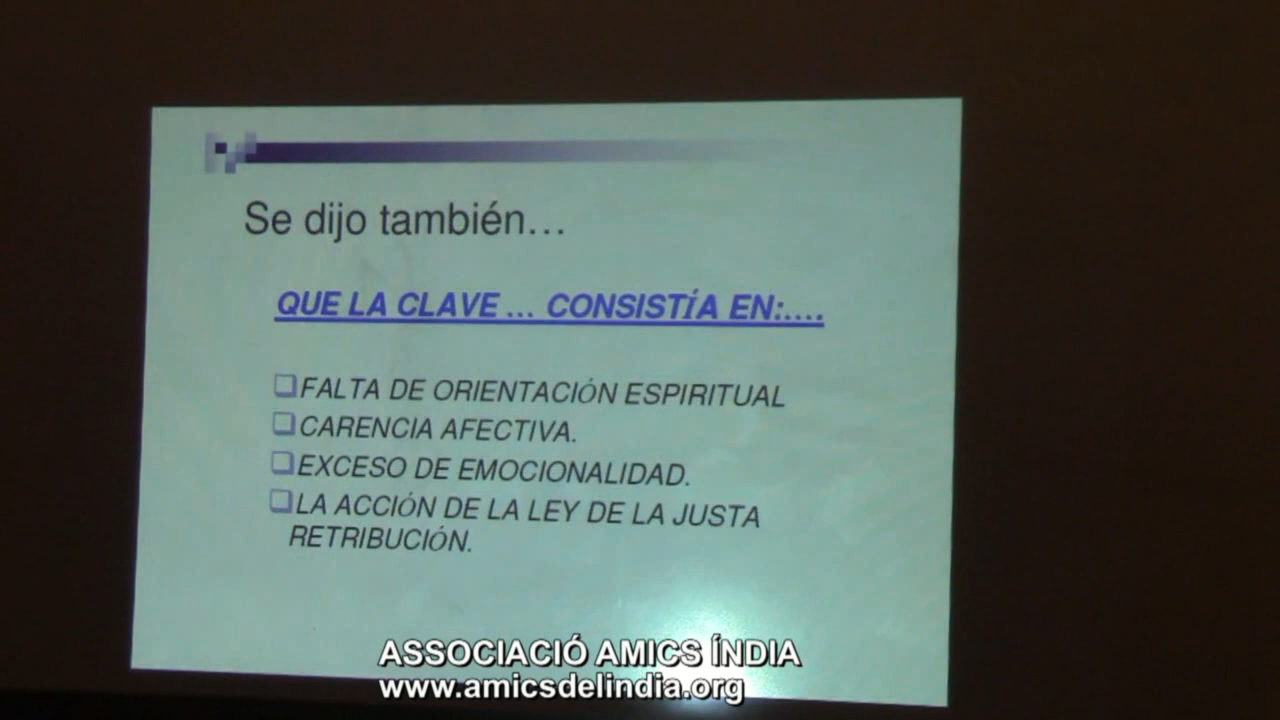 Se dijo también...
QUE LA CLAVE ... CONSISTÍA EN:....
FALTA DE ORIENTACIÓN ESPIRITUAL
CARENCIA AFECTIVA.
EXCESO DE EMOCIONALIDAD.
LA ACCIÓN DE LA LEY DE LA JUSTA
RETRIBUCIÓN.
ASSOCIACIÓ AMICS ÍNDIA
www.amicsdelindia.org